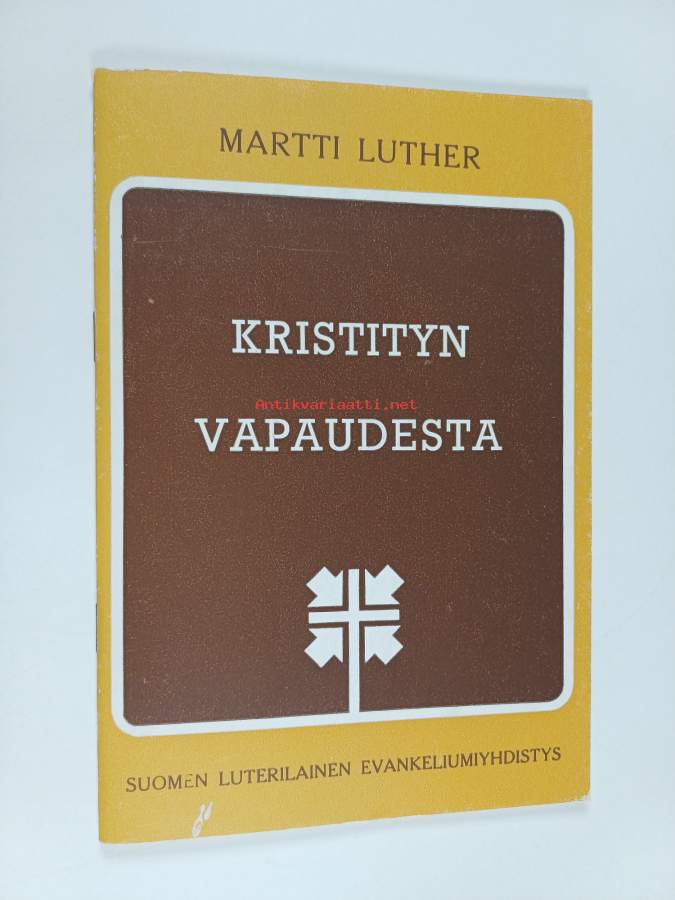 MARTTI LUTHER
KRISTITYN
Antikvariaatti.net
VAPAUDESTA
SUOMEN LUTERILAINEN EVANKELIUMIYHDISTYS